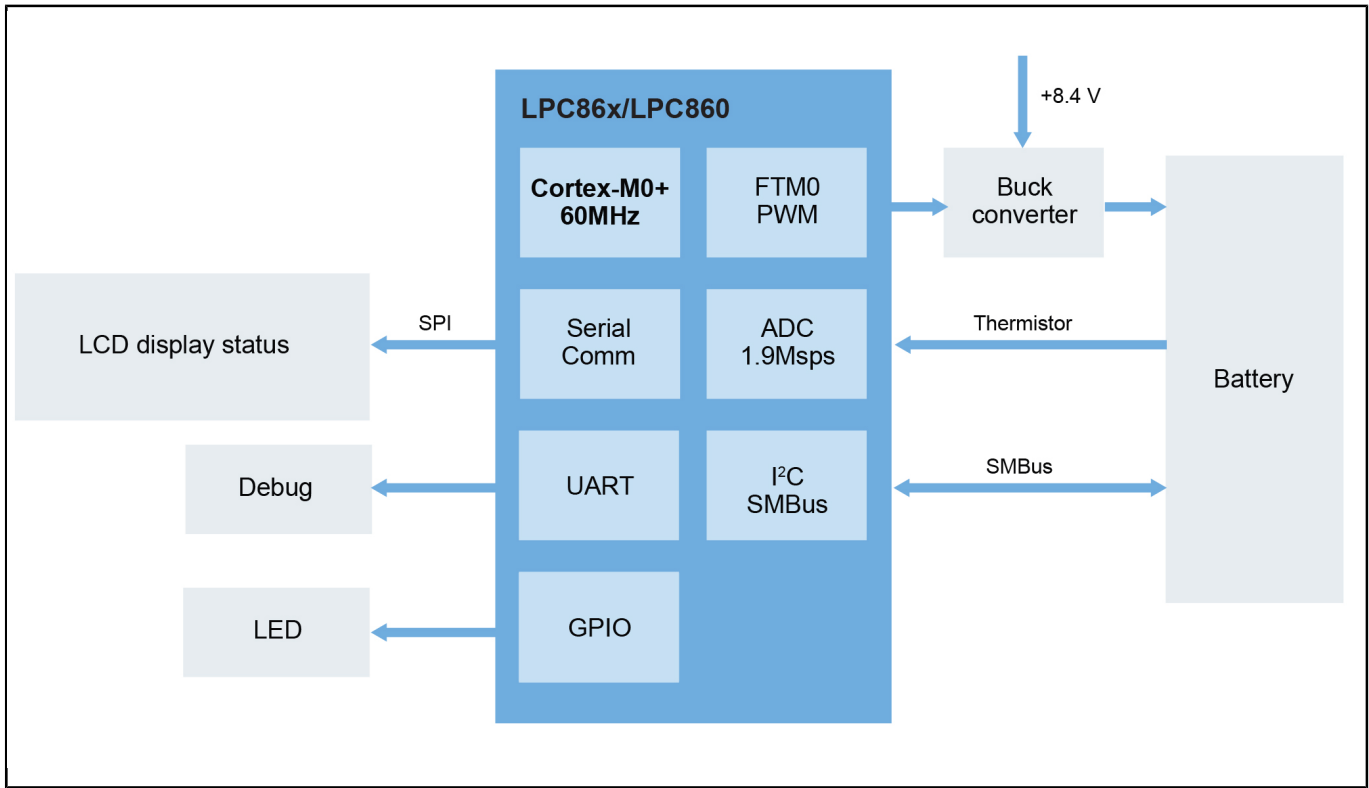 LPC86x/LPC860
+8.4 V
Cortex-M0+
60MHz
FTM0
PWM
Buck
converter
LCD display status
SPI
Serial
Comm
ADC
1.9Msps
Thermistor
Battery
Debug
UART
I²C
SMBus
SMBus
LED
GPIO